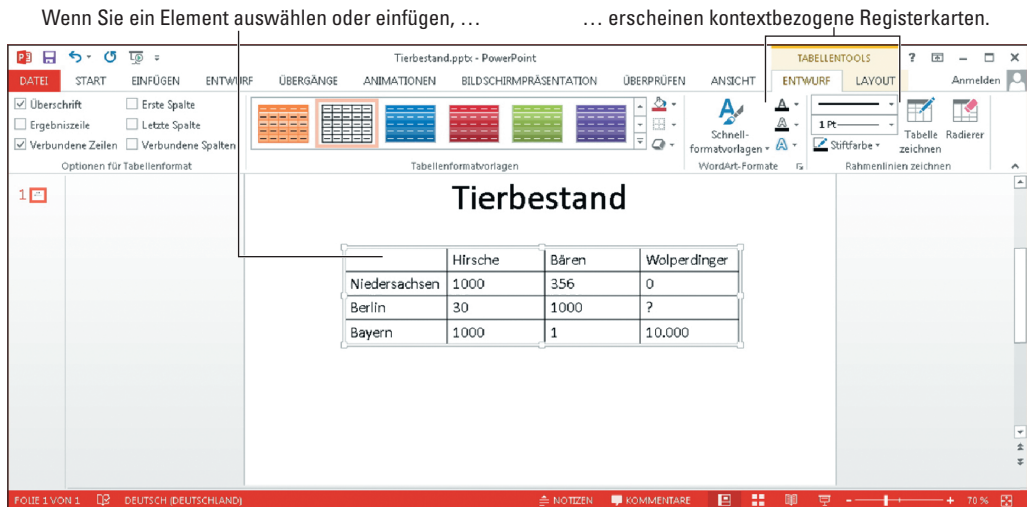 Wenn Sie ein Element auswählen oder einfügen, … … erscheinen kontextbezogene Registerkarten.
Tierbestand.pptx - PowerPoint TABELLENTOOLS ?
DATEI START EINFÜGEN ENTWURF ÜBERGÄNGE ANIMATIONEN BILDSCHIRMPRÄSENTATION ÜBERPRÜFEN ANSICHT ENTWURF LAYOUT Anmelden
Überschrift Erste Spalte
Ergebniszeile Letzte Spalte
Verbundene Zeilen Verbundene Spalten
Optionen für Tabellenformat
Tabellenformatvorlagen
Schnell-
formatvorlagen
WordArt-Formate
1 Pt
Stiftfarbe
Tabelle Radierer
zeichnen
Rahmenlinien zeichnen
1
Tierbestand
Hirsche Bären Wolperdinger
Niedersachsen 1000 356 0
Berlin 30 1000 ?
Bayern 1000 1 10.000
FOLIE 1 VON 1 DEUTSCH (DEUTSCHLAND) NOTIZEN KOMMENTARE 70 %